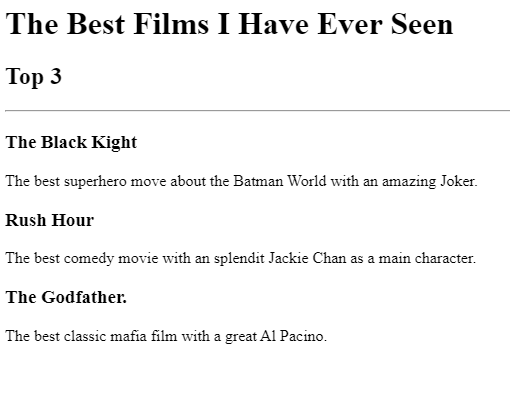 The Best Films I Have Ever Seen
Top 3
The Black Kight
The best superhero move about the Batman World with an amazing Joker.
Rush Hour
The best comedy movie with an splendit Jackie Chan as a main character.
The Godfather.
The best classic mafia film with a great Al Pacino.